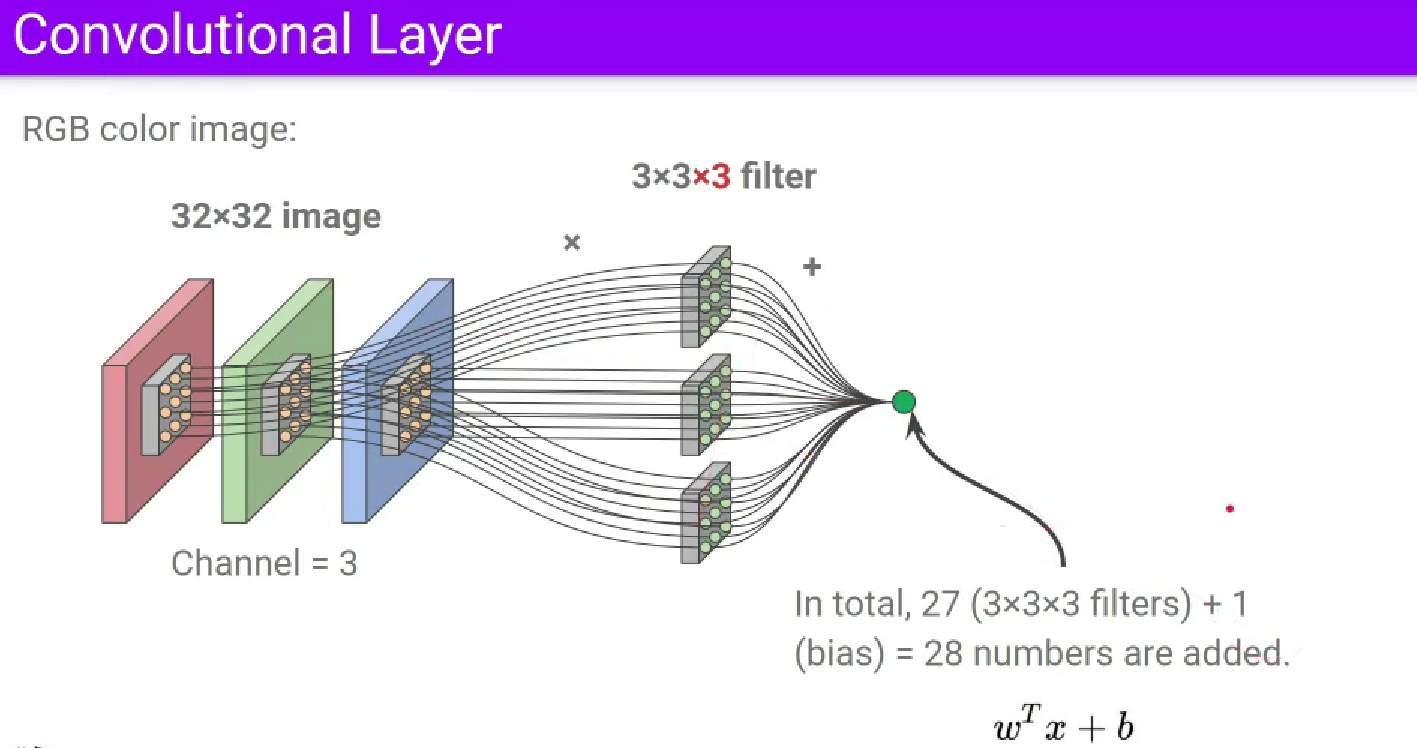 Convolutional Layer
RGB color image:
3×3×3 filter
32×32 image
×
+
Channel = 3
In total, 27 (3×3×3 filters) + 1
(bias) = 28 numbers are added.
w^T x + b